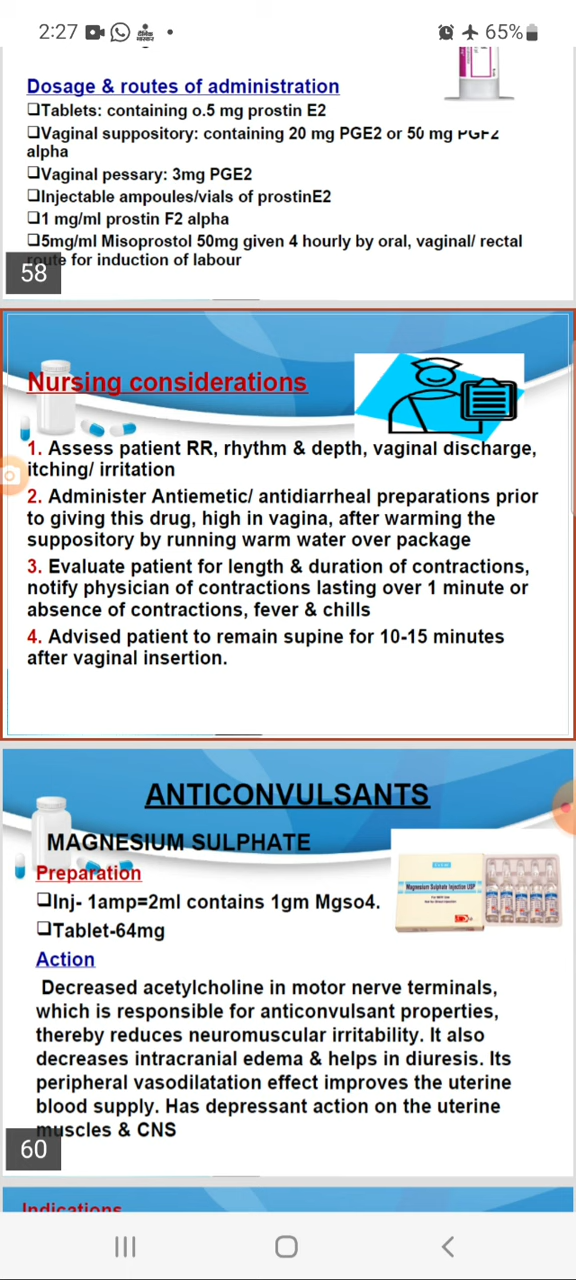 2:27
65%
Dosage & routes of administration
❑Tablets: containing o.5 mg prostin E2
❑Vaginal suppository: containing 20 mg PGE2 or 50 mg PGF2
alpha
❑Vaginal pessary: 3mg PGE2
❑Injectable ampoules/vials of prostinE2
❑1 mg/ml prostin F2 alpha
❑5mg/ml Misoprostol 50mg given 4 hourly by oral, vaginal/ rectal
route for induction of labour
58
Nursing considerations
1. Assess patient RR, rhythm & depth, vaginal discharge,
itching/ irritation
2. Administer Antiemetic/ antidiarrheal preparations prior
to giving this drug, high in vagina, after warming the
suppository by running warm water over package
3. Evaluate patient for length & duration of contractions,
notify physician of contractions lasting over 1 minute or
absence of contractions, fever & chills
4. Advised patient to remain supine for 10-15 minutes
after vaginal insertion.
ANTICONVULSANTS
MAGNESIUM SULPHATE
Preparation
❑Inj- 1amp=2ml contains 1gm Mgso4.
❑Tablet-64mg
Magnesium Sulphate Injection USP
Action
Decreased acetylcholine in motor nerve terminals,
which is responsible for anticonvulsant properties,
thereby reduces neuromuscular irritability. It also
decreases intracranial edema & helps in diuresis. Its
peripheral vasodilatation effect improves the uterine
blood supply. Has depressant action on the uterine
muscles & CNS
60
Indications